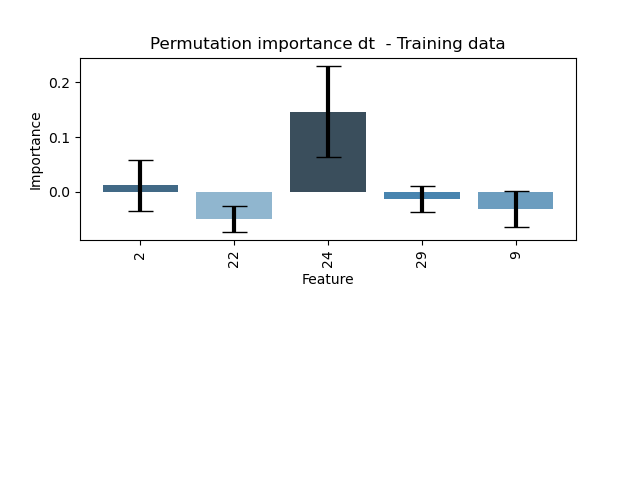 Permutation importance dt  - Training data
0.2
0.1
0.0
Importance
2
22
24
29
9
Feature